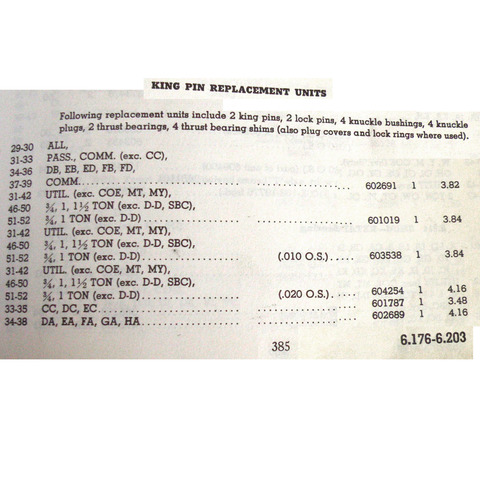 KING PIN REPLACEMENT UNITS
Following replacement units include 2 king pins, 2 lock pins, 4 knuckle bushings, 4 knuckle
plugs, 2 thrust bearings, 4 thrust bearing shims (also plug covers and lock rings where used).
29-30 ALL,
31-33 PASS., COMM. (exc. CC),
34-36 DB, EB, ED, FB, FD,
37-39 COMM. 602691 1 3.82
31-42 UTIL. (exc. COE, MT, MY),
46-50 ¾, 1, 1½ TON (exc. D-D, SBC),
51-52 ¾, 1 TON (exc. D-D) 601019 1 3.84
31-42 UTIL. (exc. COE, MT, MY),
46-50 ¾, 1, 1½ TON (exc. D-D, SBC),
51-52 ¾, 1 TON (exc. D-D) (.010 O.S.) 603538 1 3.84
31-42 UTIL. (exc. COE, MT, MY),
46-50 ¾, 1, 1½ TON (exc. D-D, SBC),
51-52 ¾, 1 TON (exc. D-D) (.020 O.S.) 604254 1 4.16
33-35 CC, DC, EC 601787 1 3.48
34-38 DA, EA, FA, GA, HA 602689 1 4.16
385
6.176-6.203